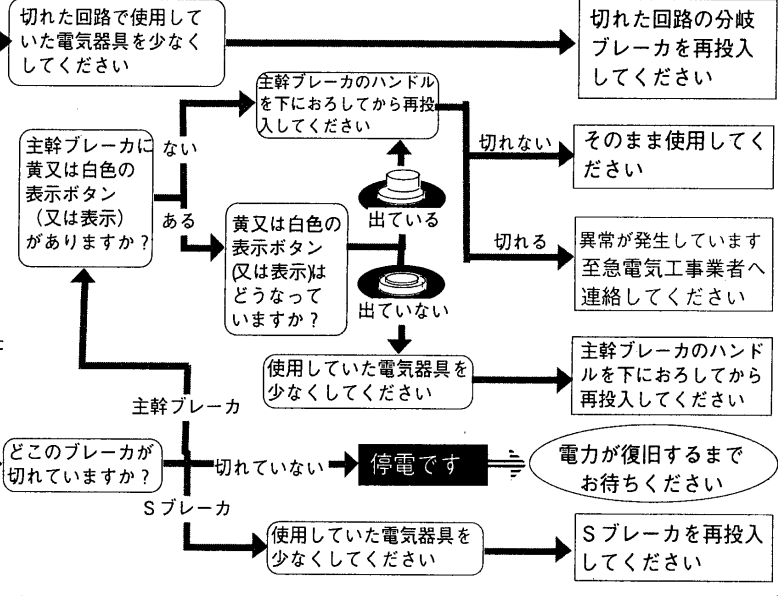 切れた回路で使用して
いた電気器具を少なく
してください
切れた回路の分岐
ブレーカを再投入
してください
主幹ブレーカのハンドル
を下におろしてから再投
入してください
ない
切れない
そのまま使用してく
ださい
主幹ブレーカに
黄又は白色の
表示ボタン
（又は表示）
がありますか？
ある
黄又は白色の
表示ボタン
(又は表示)は
どうなって
いますか？
出ている
切れる
異常が発生しています
至急電気工事業者へ
連絡してください
出ていない
使用していた電気器具を
少なくしてください
主幹ブレーカのハンド
ルを下におろしてから
再投入してください
主幹ブレーカ
どこのブレーカが
切れていますか？
切れていない
停電です
電力が復旧するまで
お待ちください
Sブレーカ
使用していた電気器具を
少なくしてください
Sブレーカを再投入
してください